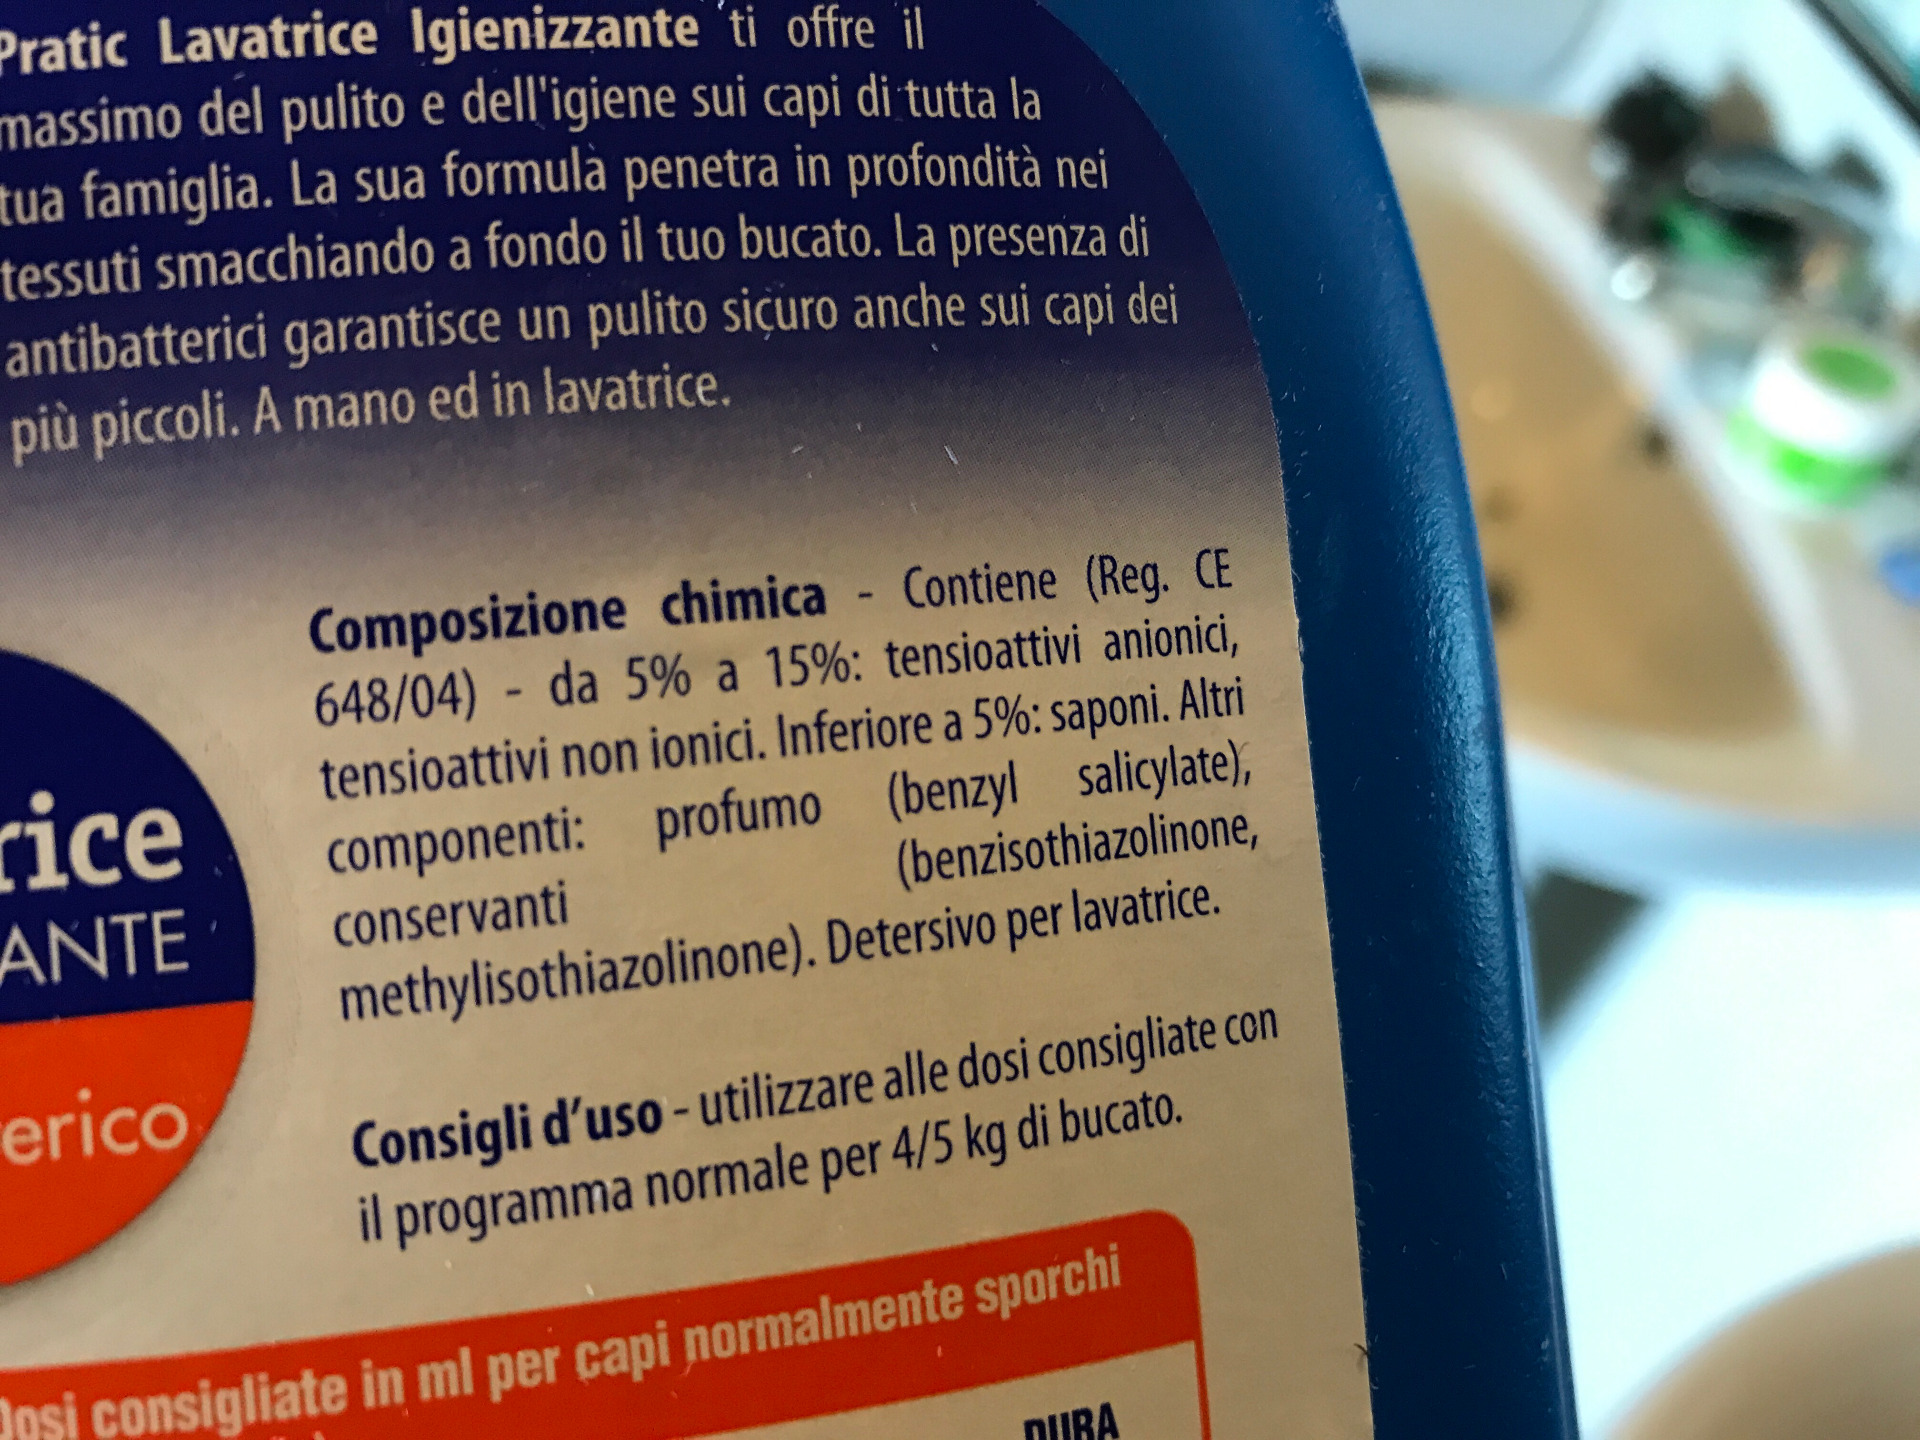 Pratic Lavatrice Igienizzante ti offre il
massimo del pulito e dell'igiene sui capi di tutta la
tua famiglia. La sua formula penetra in profondità nei
tessuti smacchiando a fondo il tuo bucato. La presenza di
antibatterici garantisce un pulito sicuro anche sui capi dei
più piccoli. A mano ed in lavatrice.
Composizione chimica - Contiene (Reg. CE
648/04) - da 5% a 15%: tensioattivi anionici,
tensioattivi non ionici. Inferiore a 5%: saponi. Altri
componenti: profumo (benzyl salicylate),
conservanti (benzisothiazolinone,
methylisothiazolinone). Detersivo per lavatrice.
rice
ANTE
erico
Consigli d'uso - utilizzare alle dosi consigliate con
il programma normale per 4/5 kg di bucato.
Dosi consigliate in ml per capi normalmente sporchi
DURA